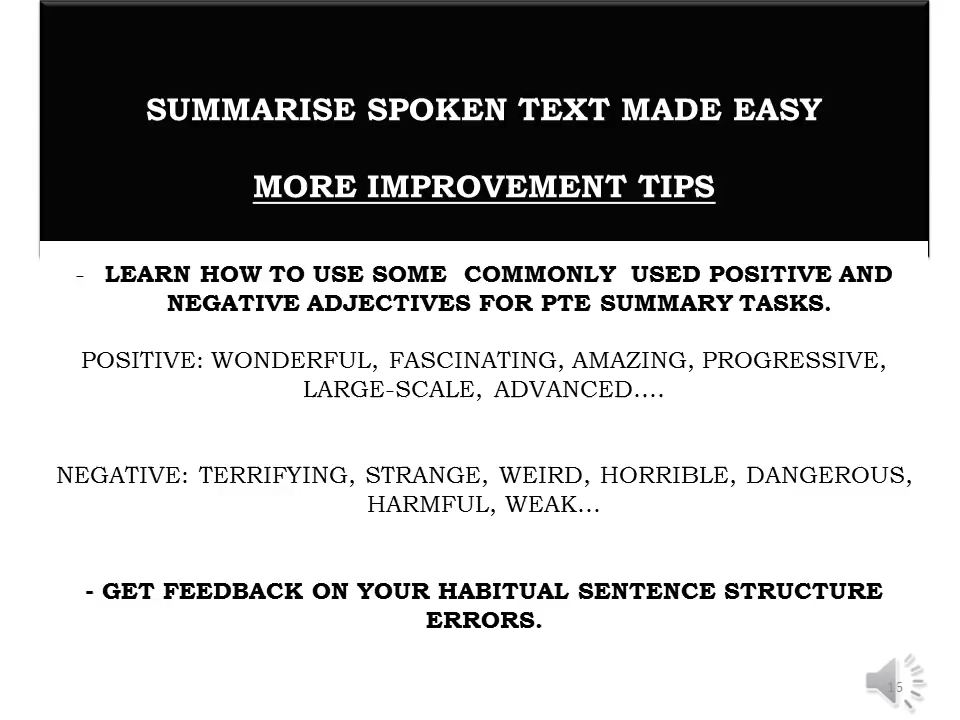 SUMMARISE SPOKEN TEXT MADE EASY
MORE IMPROVEMENT TIPS
- LEARN HOW TO USE SOME COMMONLY USED POSITIVE AND
NEGATIVE ADJECTIVES FOR PTE SUMMARY TASKS.
POSITIVE: WONDERFUL, FASCINATING, AMAZING, PROGRESSIVE,
LARGE-SCALE, ADVANCED….
NEGATIVE: TERRIFYING, STRANGE, WEIRD, HORRIBLE, DANGEROUS,
HARMFUL, WEAK…
- GET FEEDBACK ON YOUR HABITUAL SENTENCE STRUCTURE
ERRORS.
15